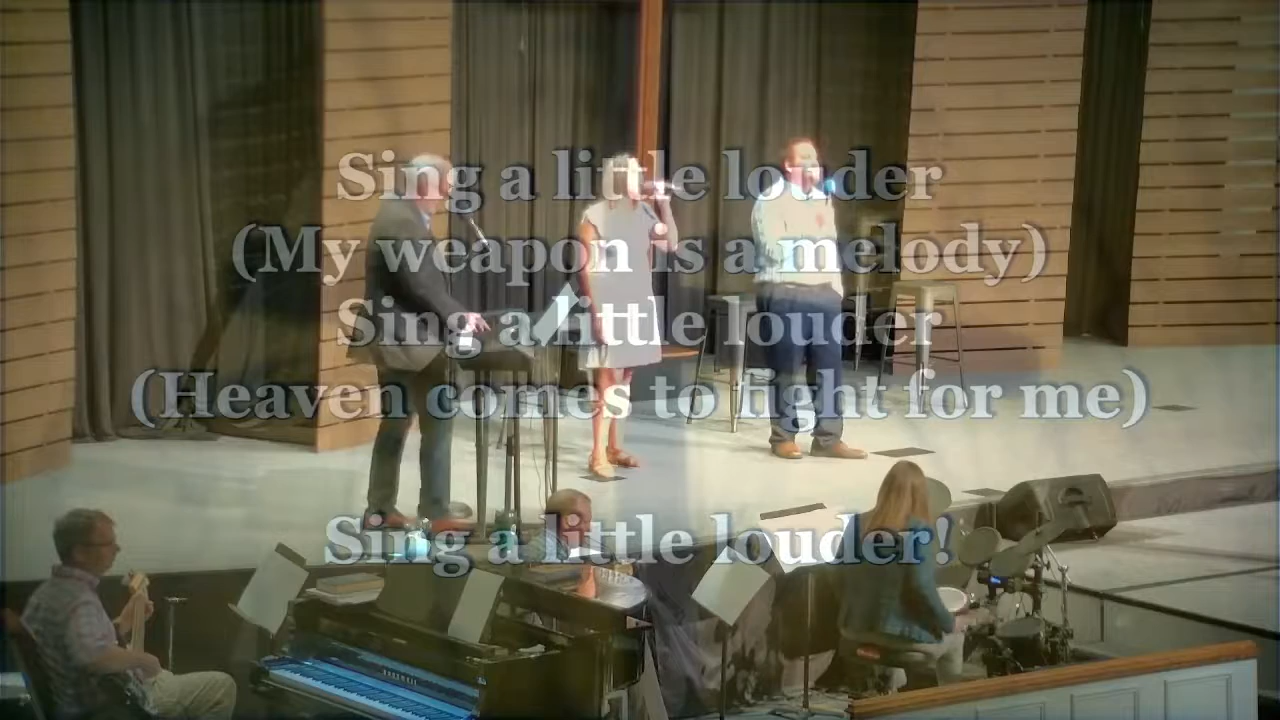 Sing a little louder
(My weapon is a melody)
Sing a little louder
(Heaven comes to fight for me)
Sing a little louder!